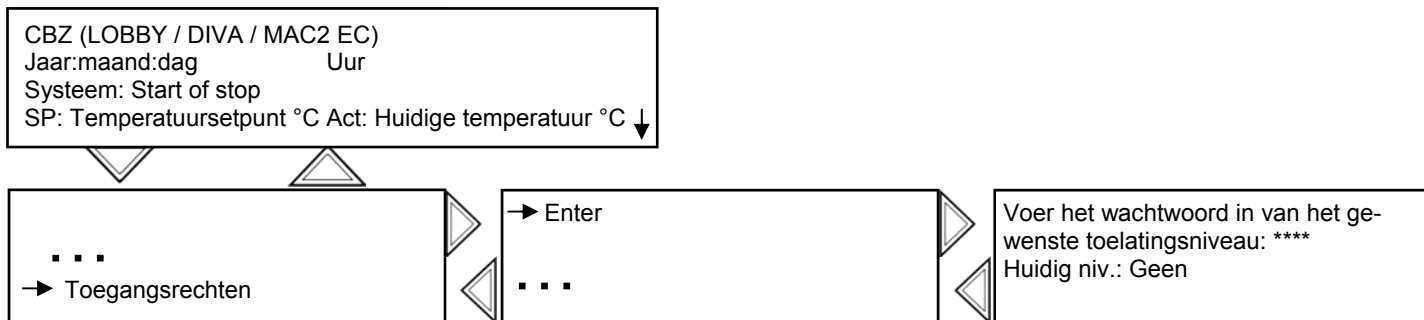 CBZ (LOBBY / DIVA / MAC2 EC)
Jaar:maand:dag Uur
Systeem: Start of stop
SP: Temperatuursetpunt °C Act: Huidige temperatuur °C
...
Toegangsrechten
Enter
...
Voer het wachtwoord in van het ge-
wenste toelatingsniveau: ****
Huidig niv.: Geen